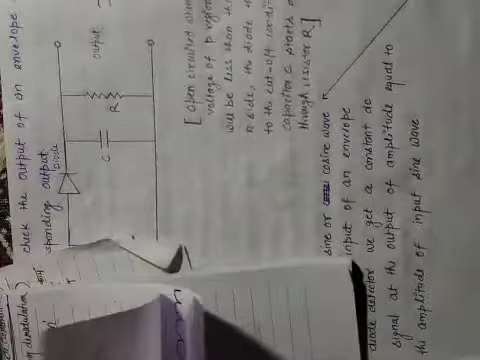 demodulation)
check the output of an envelope
sponding output
Diode
C
R
output
[ open circuited
voltage of p region
will be less than
n side, the diode
to the cut-off
capacitor C starts
through resistor R ]
sine or cosine wave
input of an envelope
diode detector we get a constant dc
signal at the output of amplitude equal to
the amplitude of input sine wave